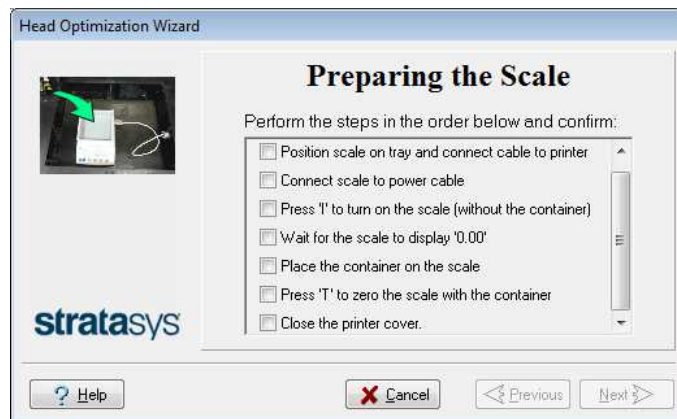 Head Optimization Wizard
Preparing the Scale
Perform the steps in the order below and confirm:
Position scale on tray and connect cable to printer
Connect scale to power cable
Press 'I' to turn on the scale (without the container)
Wait for the scale to display '0.00'
Place the container on the scale
Press 'T' to zero the scale with the container
Close the printer cover.
stratasys
? Help
Cancel
Previous
Next